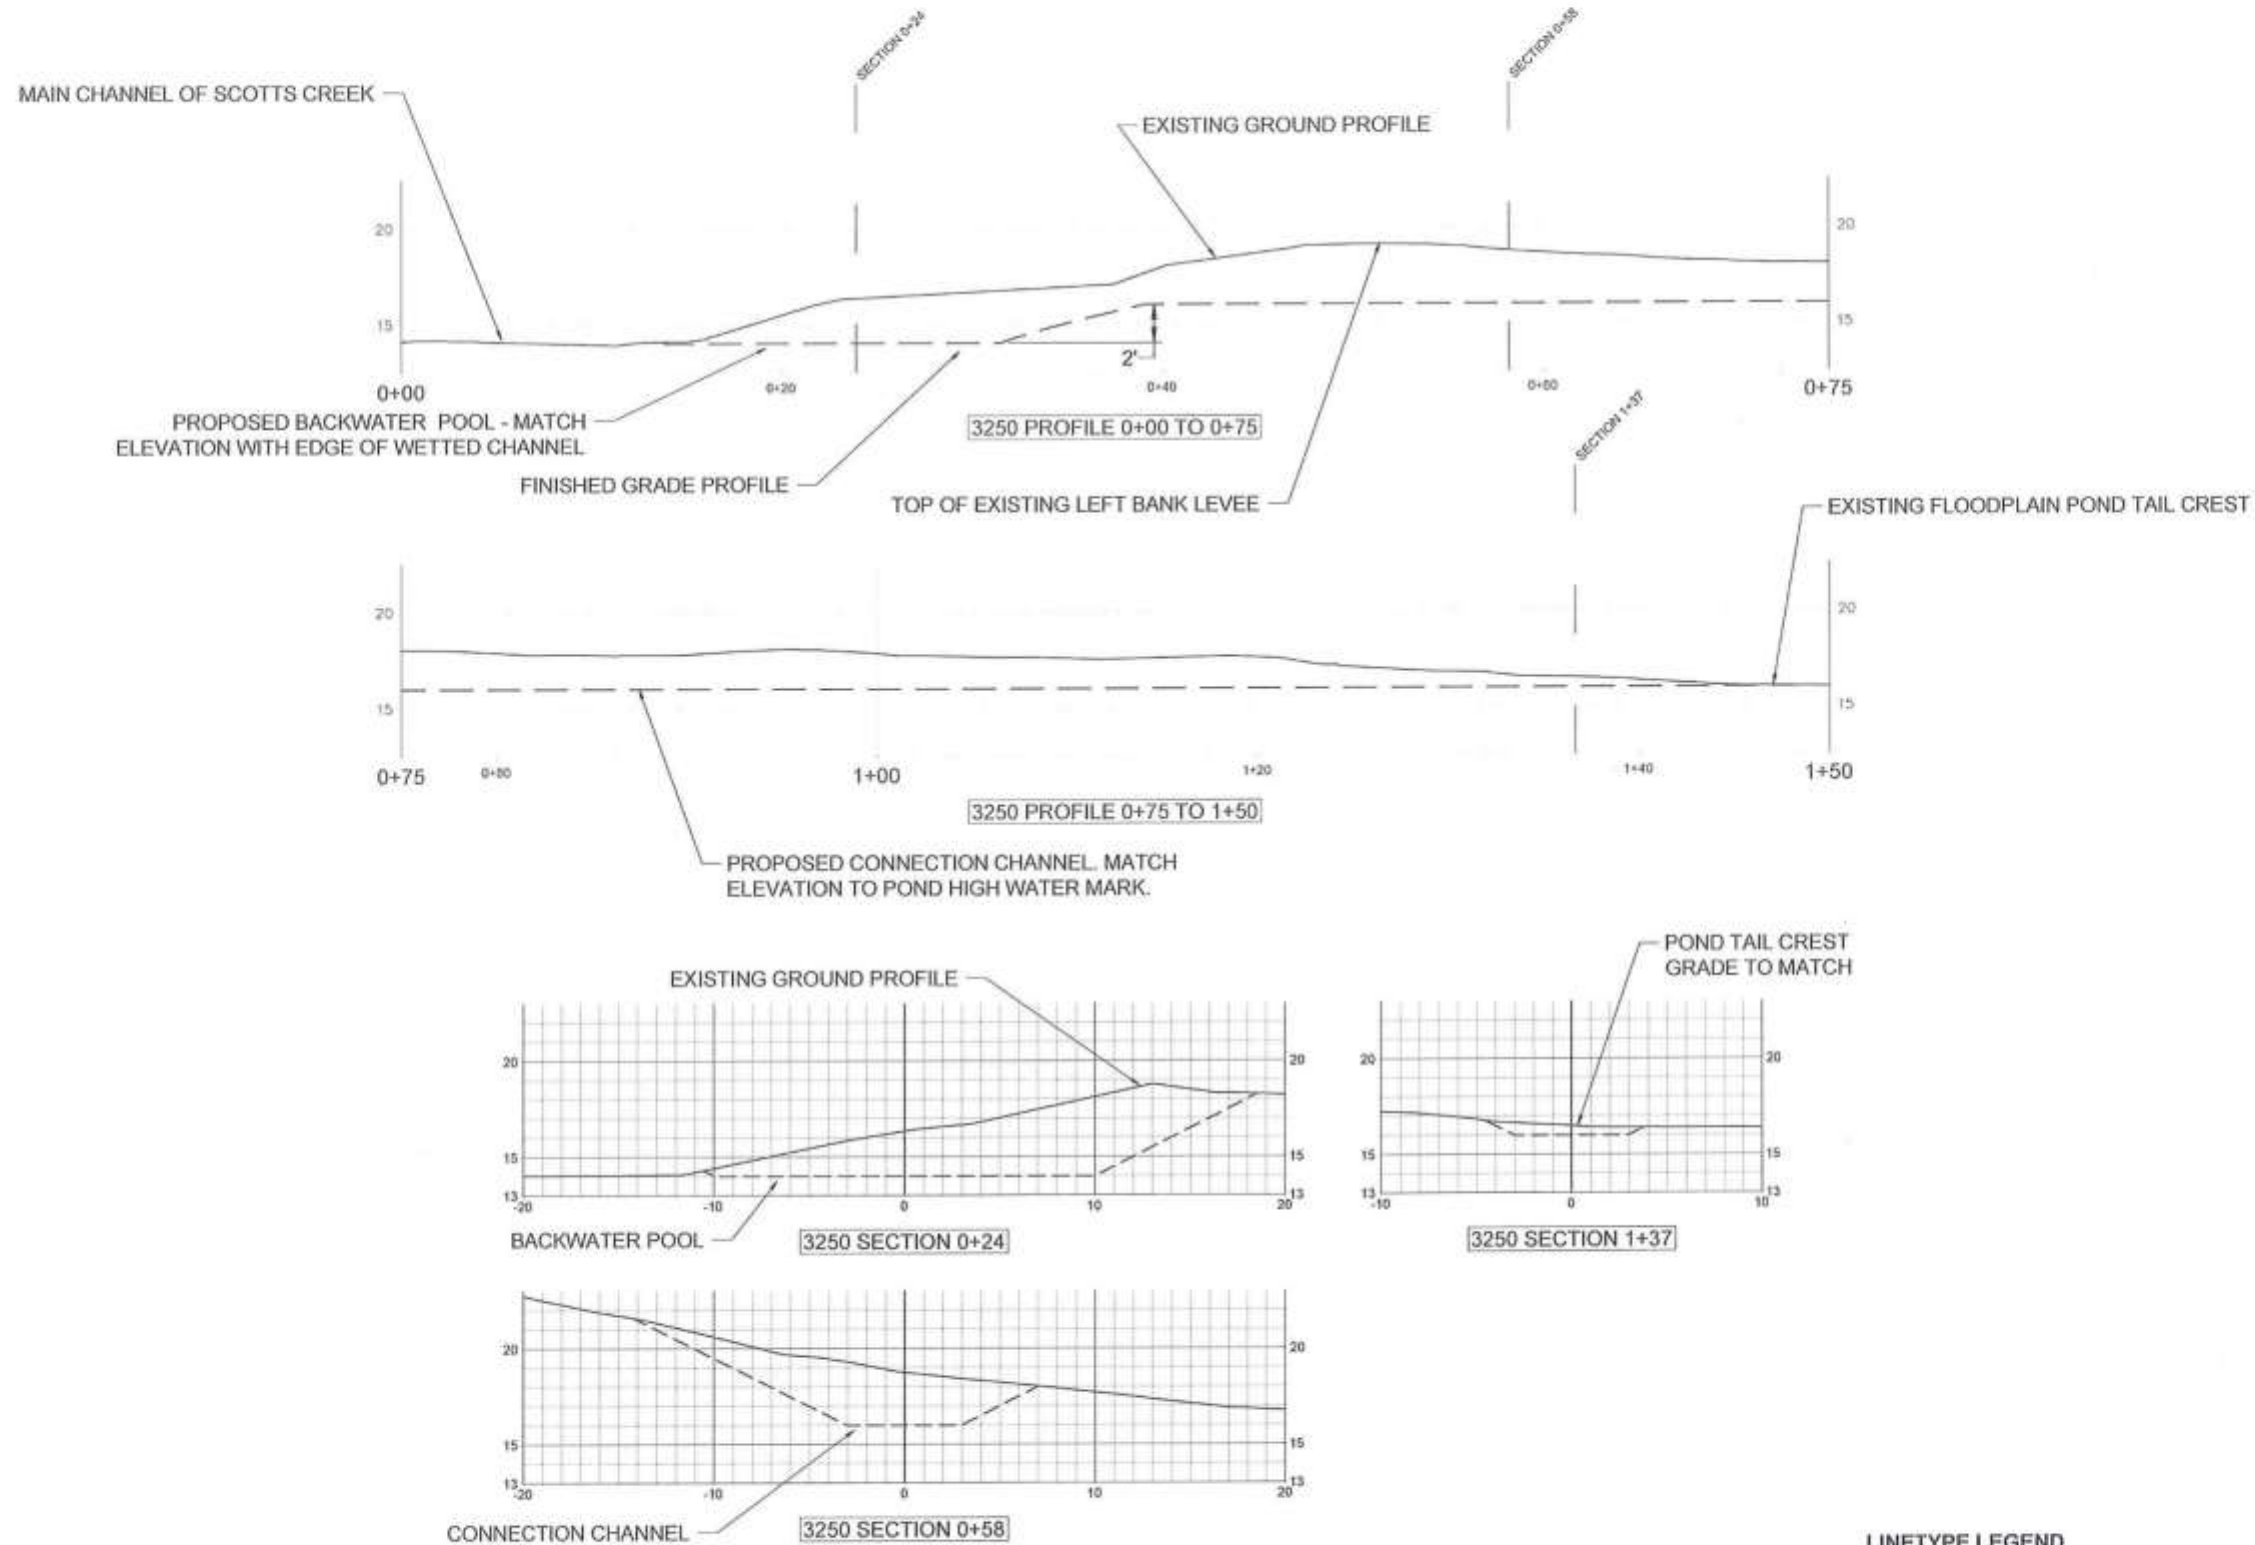 SECTION 0+24
SECTION 0+58
MAIN CHANNEL OF SCOTTS CREEK
EXISTING GROUND PROFILE
20
20
15
15
2'
0+00
0+20
0+40
0+60
0+75
PROPOSED BACKWATER POOL - MATCH
ELEVATION WITH EDGE OF WETTED CHANNEL
3250 PROFILE 0+00 TO 0+75
SECTION 1+37
FINISHED GRADE PROFILE
TOP OF EXISTING LEFT BANK LEVEE
EXISTING FLOODPLAIN POND TAIL CREST
20
20
15
15
0+75
0+80
1+00
1+20
1+40
1+50
3250 PROFILE 0+75 TO 1+50
PROPOSED CONNECTION CHANNEL. MATCH
ELEVATION TO POND HIGH WATER MARK.
EXISTING GROUND PROFILE
POND TAIL CREST
GRADE TO MATCH
20
20
15
15
13
13
-20
-10
0
10
20
BACKWATER POOL
3250 SECTION 0+24
20
20
15
15
13
13
-10
0
10
3250 SECTION 1+37
20
20
15
15
13
13
-20
-10
0
10
20
CONNECTION CHANNEL
3250 SECTION 0+58
LINETYPE LEGEND